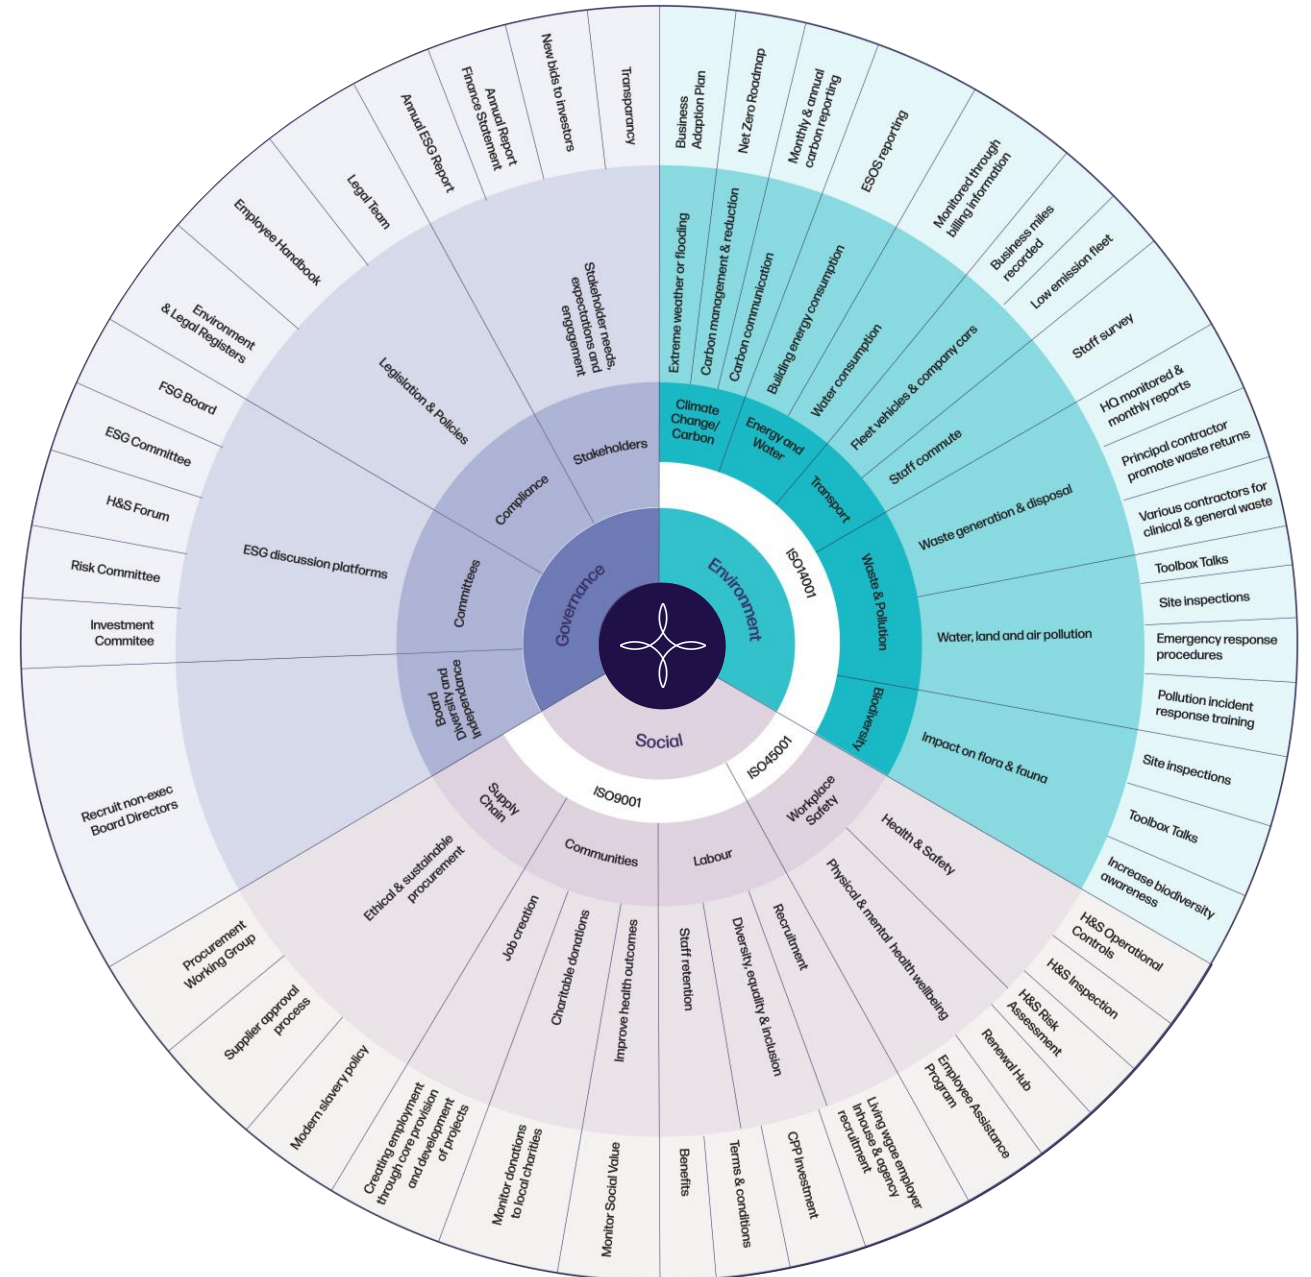 Environment
Social
Governance
ISO14001
ISO45001
ISO9001
Climate
Change/
Carbon
Energy and
Water
Transport
Waste & Pollution
Biodiversity
Workplace
Safety
Labour
Communities
Supply
Chain
Board
Diversity and
Independance
Committees
Compliance
Stakeholders
Extreme weather or flooding
Carbon management & reduction
Carbon communication
Building energy consumption
Water consumption
Fleet vehicles & company cars
Staff commute
Waste generation & disposal
Water, land and air pollution
Impact on flora & fauna
Health & Safety
Physical & mental health wellbeing
Recruitment
Diversity, equality & inclusion
Staff retention
Improve health outcomes
Charitable donations
Job creation
Ethical & sustainable
procurement
ESG discussion platforms
Legislation & Policies
Stakeholder needs,
expectations and
engagement
Business
Adaption Plan
Net Zero Roadmap
Monthly & annual
carbon reporting
ESOS reporting
Monitored through
billing information
Business miles
recorded
Low emission fleet
Staff survey
HQ monitored &
monthly reports
Principal contractor
promote waste returns
Various contractors for
clinical & general waste
Toolbox Talks
Site inspections
Emergency response
procedures
Pollution incident
response training
Site inspections
Toolbox Talks
Increase biodiversity
awareness
H&S Operational
Controls
H&S Inspection
H&S Risk
Assessment
Renewal Hub
Employee Assistance
Program
Living wgae employer
Inhouse & agency
recruitment
CPP Investment
Terms & conditions
Benefits
Monitor Social Value
Monitor donations
to local charities
Creating employment
through core provision
and development
of projects
Modern slavery policy
Supplier approval
process
Procurement
Working Group
Recruit non-exec
Board Directors
Investment
Commitee
Risk Committee
H&S Forum
ESG Committee
FSG Board
Environment
& Legal Registers
Employee Handbook
Legal Team
Annual ESG Report
Annual Report
Finance Statement
New bids to investors
Transparancy